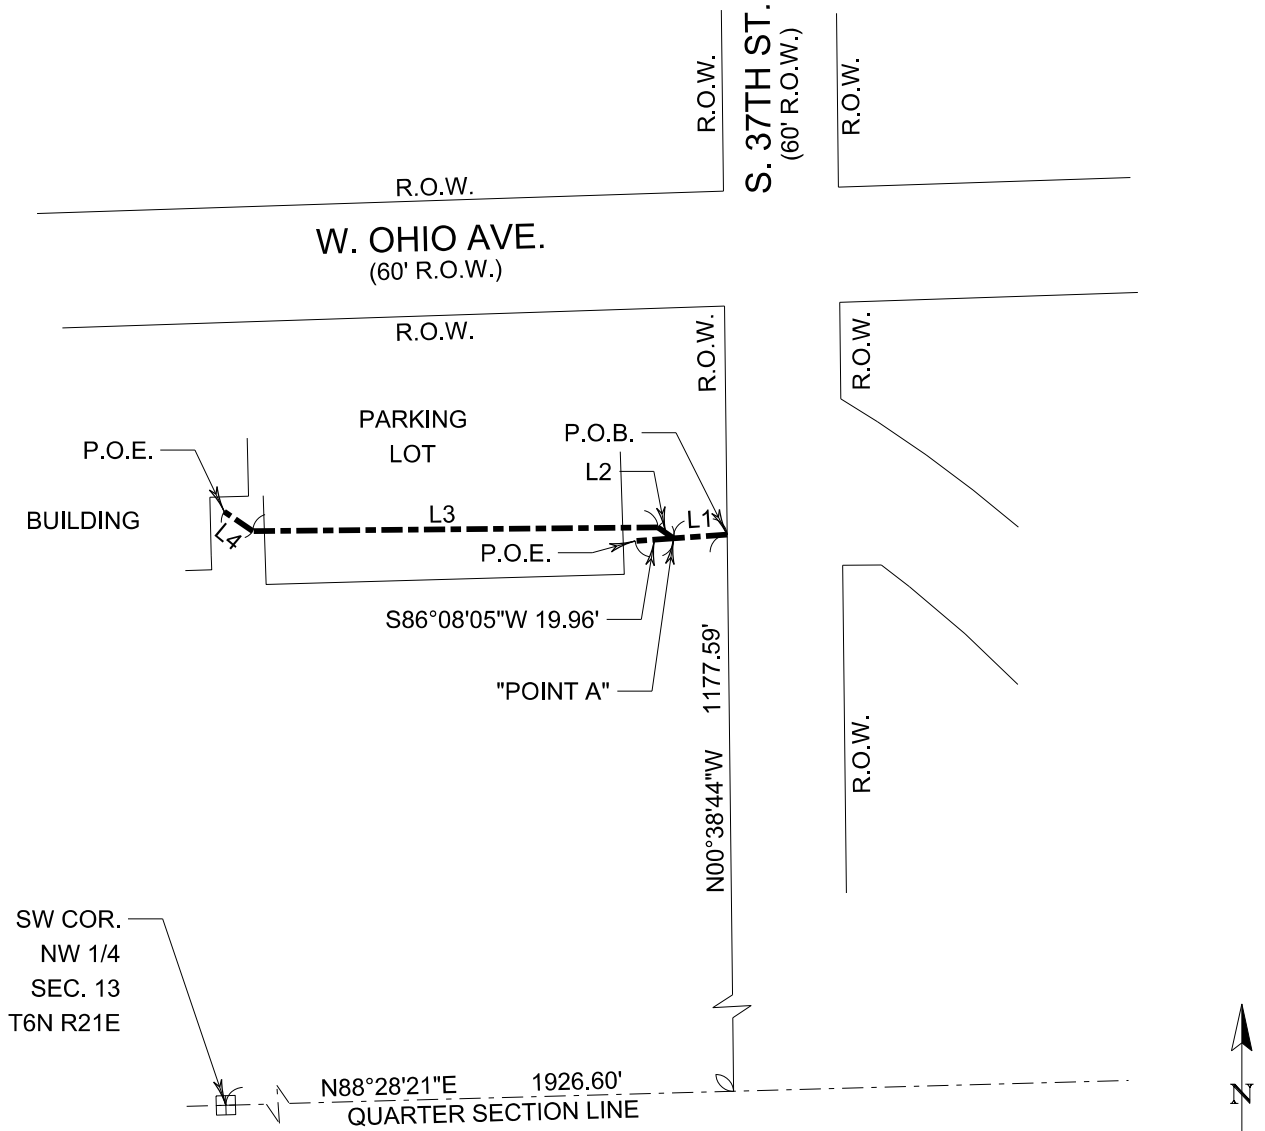 S. 37TH ST.
(60' R.O.W.)
R.O.W.
R.O.W.
R.O.W.
W. OHIO AVE.
(60' R.O.W.)
R.O.W.
R.O.W.
R.O.W.
PARKING
LOT
P.O.E.
P.O.B.
L2
BUILDING
L3
L1
L4
P.O.E.
S86°08'05"W 19.96'
"POINT A"
N00°38'44"W 1177.59'
R.O.W.
SW COR.
NW 1/4
SEC. 13
T6N R21E
N88°28'21"E 1926.60'
QUARTER SECTION LINE
N